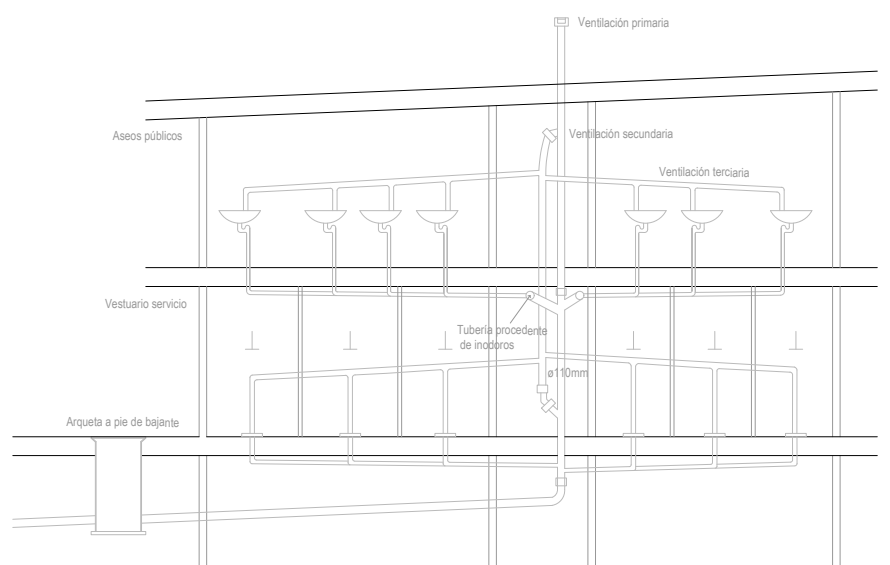 Ventilación primaria
Aseos públicos
Ventilación secundaria
Ventilación terciaria
Vestuario servicio
Tubería procedente
de inodoros
ø110mm
Arqueta a pie de bajante